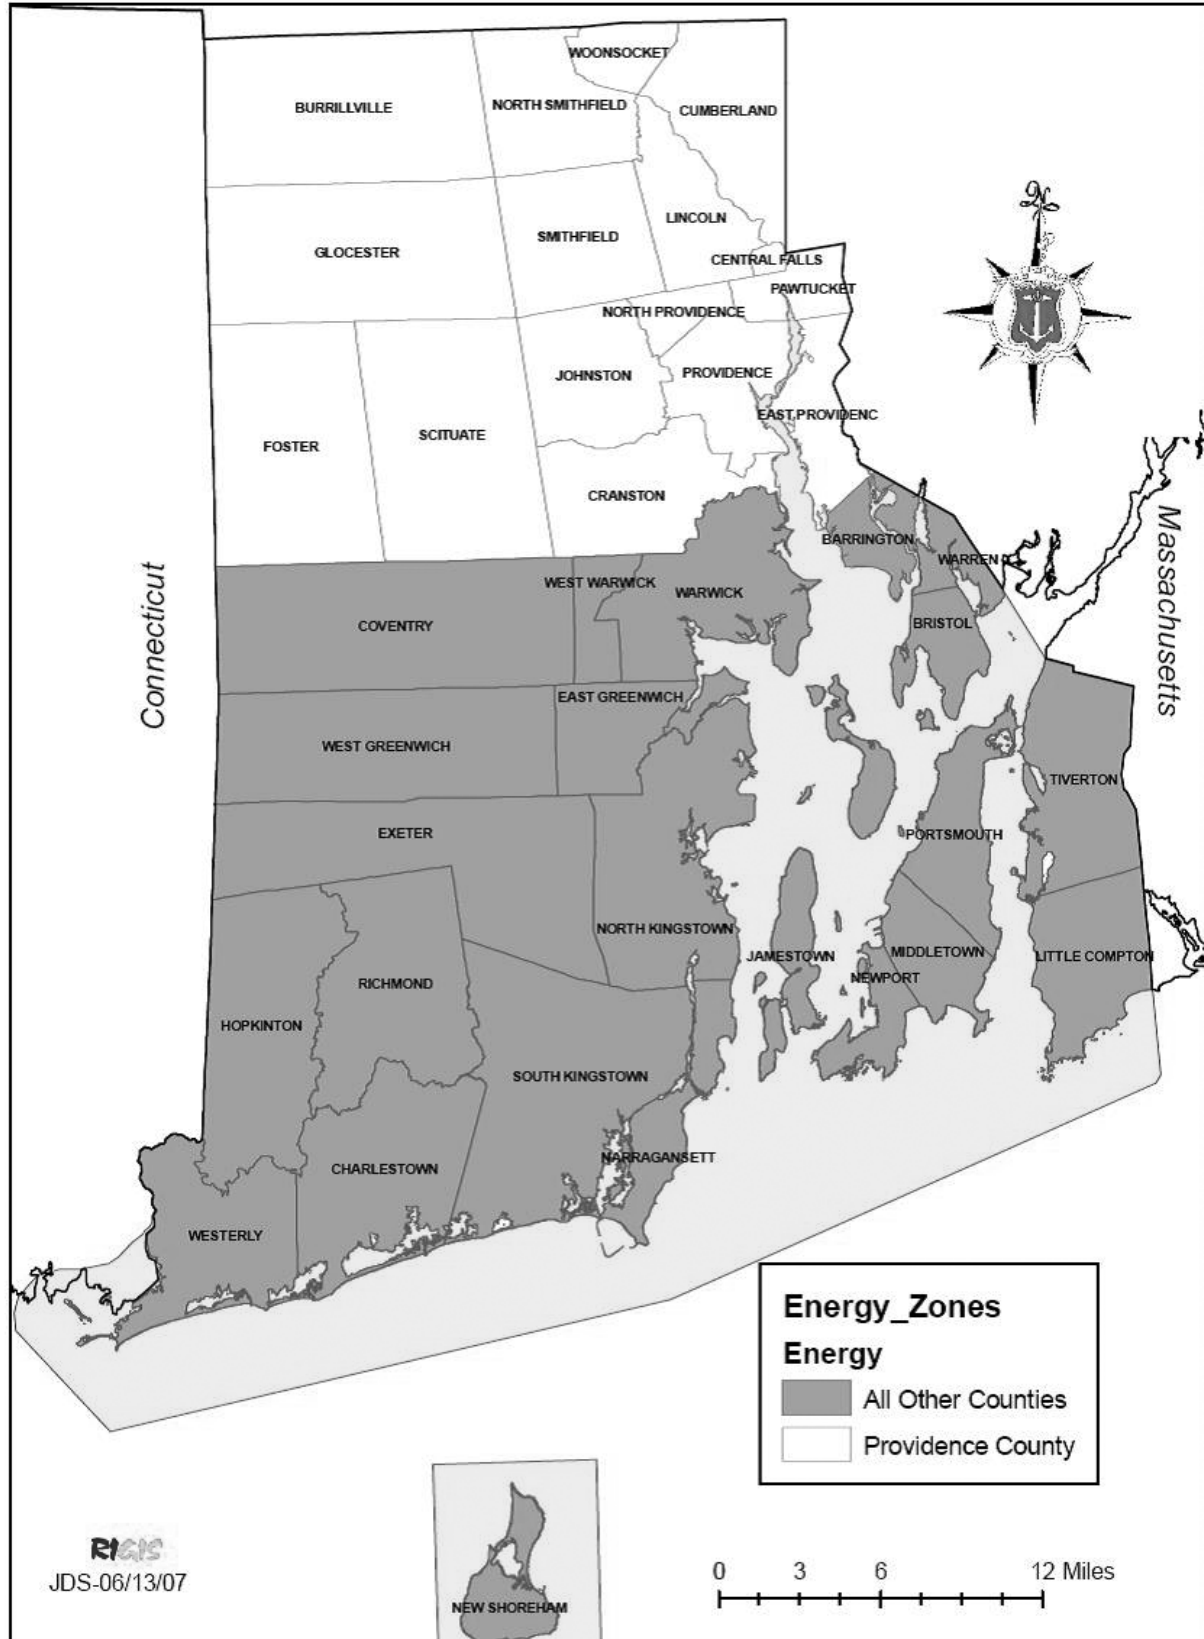 WOONSOCKET
BURRILLVILLE
NORTH SMITHFIELD
CUMBERLAND
LINCOLN
SMITHFIELD
GLOCESTER
CENTRAL FALLS
PAWTUCKET
NORTH PROVIDENCE
PROVIDENCE
JOHNSTON
EAST PROVIDENC
SCITUATE
FOSTER
CRANSTON
BARRINGTON
WARREN
Massachusetts
Connecticut
WEST WARWICK
WARWICK
COVENTRY
BRISTOL
EAST GREENWICH
WEST GREENWICH
TIVERTON
EXETER
PORTSMOUTH
NORTH KINGSTOWN
JAMESTOWN
MIDDLETOWN
LITTLE COMPTON
NEWPORT
RICHMOND
HOPKINTON
SOUTH KINGSTOWN
NARRAGANSETT
CHARLESTOWN
WESTERLY
Energy_Zones
Energy
All Other Counties
Providence County
RIGIS
JDS-06/13/07
NEW SHOREHAM
0 3 6 12 Miles
N